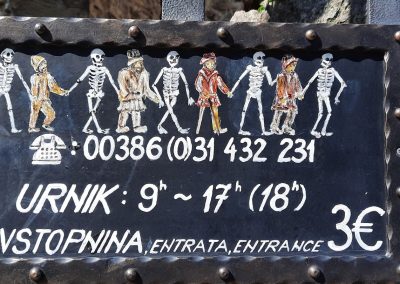 ☎: 00386 (0)31 432 231
URNIK: 9h ~ 17h (18h)
VSTOPNINA, ENTRATA, ENTRANCE 3€